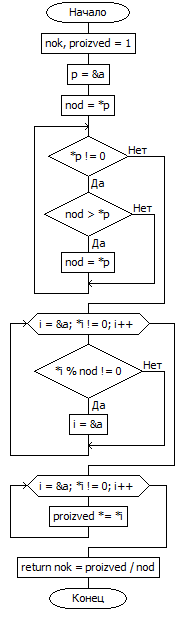 Начало
nok, proizved = 1
p = &a
nod = *p
*p != 0
Нет
Да
nod > *p
Нет
Да
nod = *p
i = &a; *i != 0; i++
*i % nod != 0
Нет
Да
i = &a
i = &a; *i != 0; i++
proizved *= *i
return nok = proizved / nod
Конец